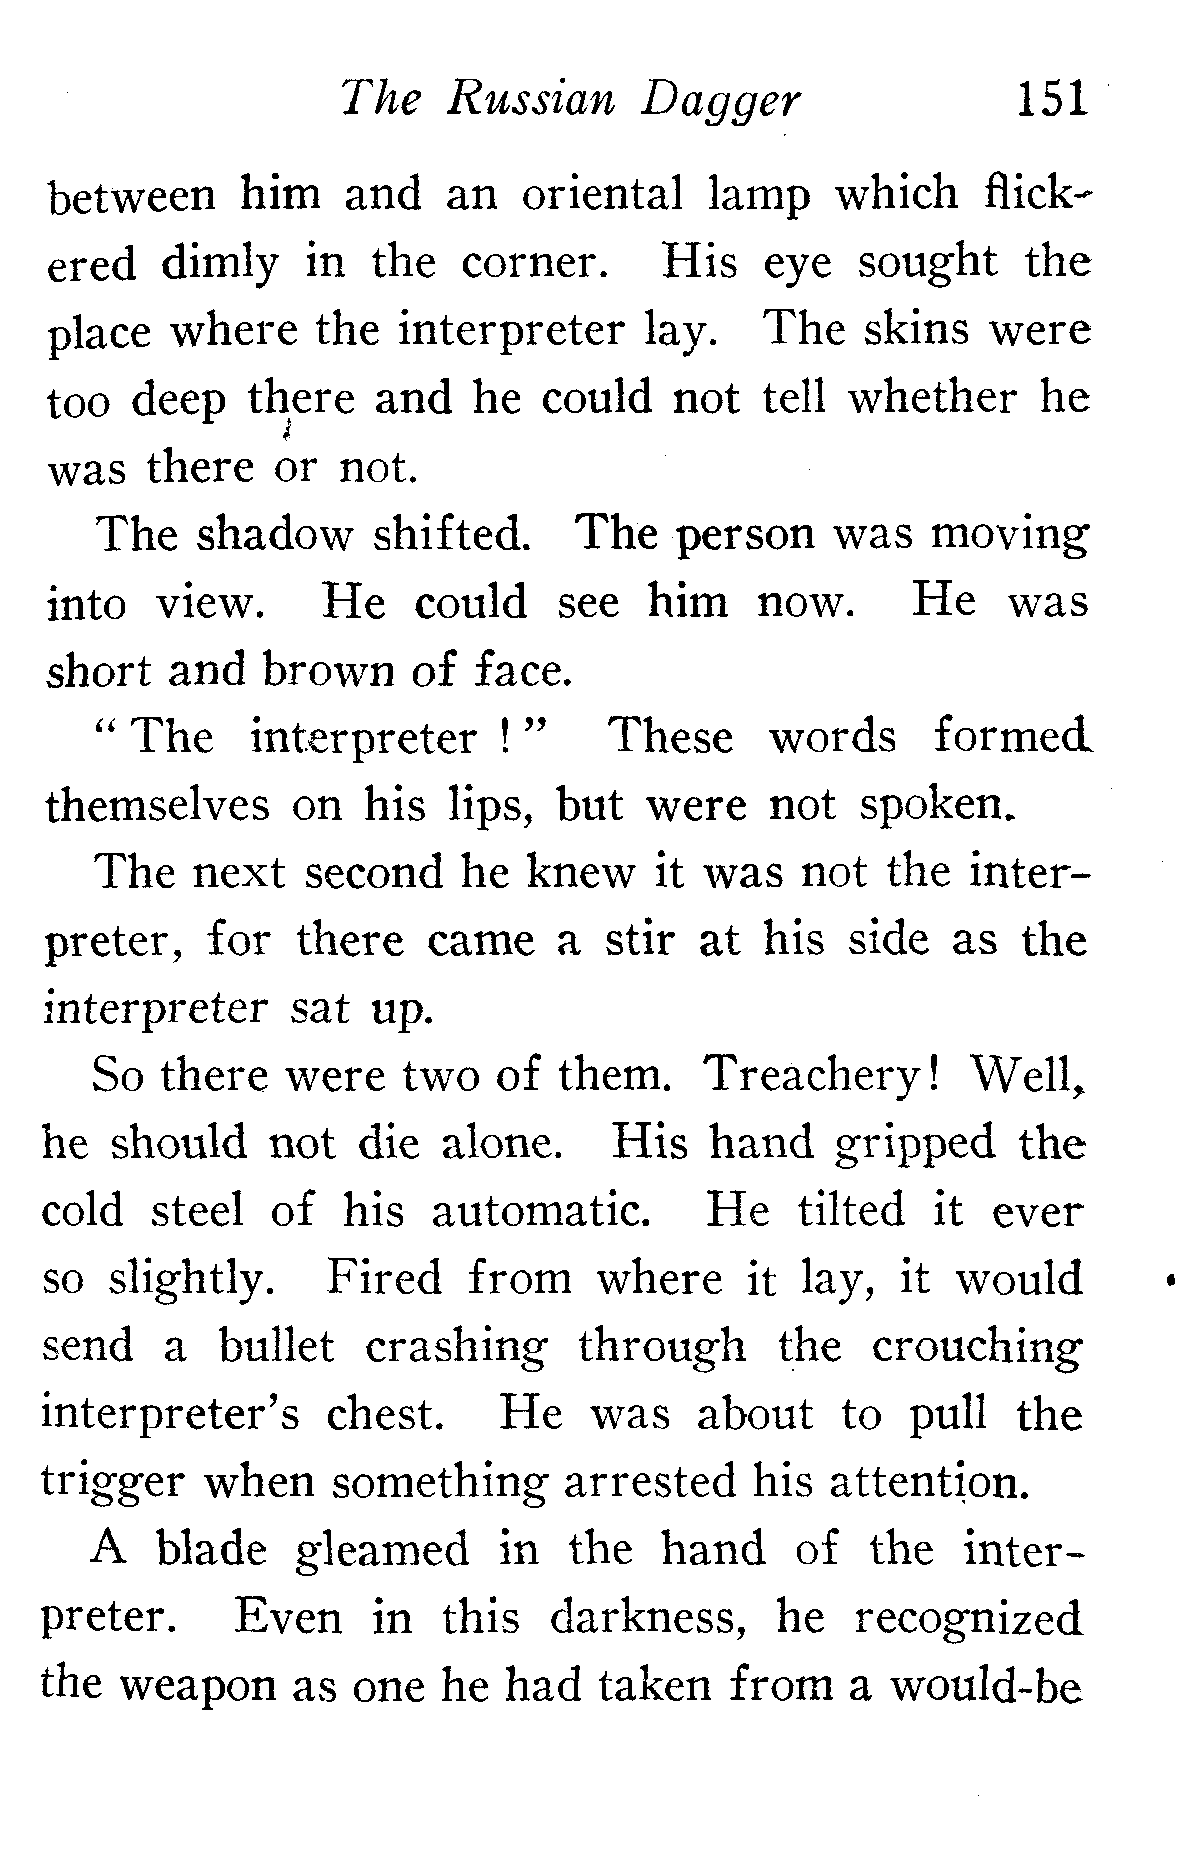 The Russian Dagger 151
between him and an oriental lamp which flick-
ered dimly in the corner. His eye sought the
place where the interpreter lay. The skins were
too deep there and he could not tell whether he
was there or not.
The shadow shifted. The person was moving
into view. He could see him now. He was
short and brown of face.
" The interpreter ! " These words formed
themselves on his lips, but were not spoken.
The next second he knew it was not the inter-
preter, for there came a stir at his side as the
interpreter sat up.
So there were two of them. Treachery! Well,
he should not die alone. His hand gripped the
cold steel of his automatic. He tilted it ever
so slightly. Fired from where it lay, it would
send a bullet crashing through the crouching
interpreter's chest. He was about to pull the
trigger when something arrested his attention.
A blade gleamed in the hand of the inter-
preter. Even in this darkness, he recognized
the weapon as one he had taken from a would-be